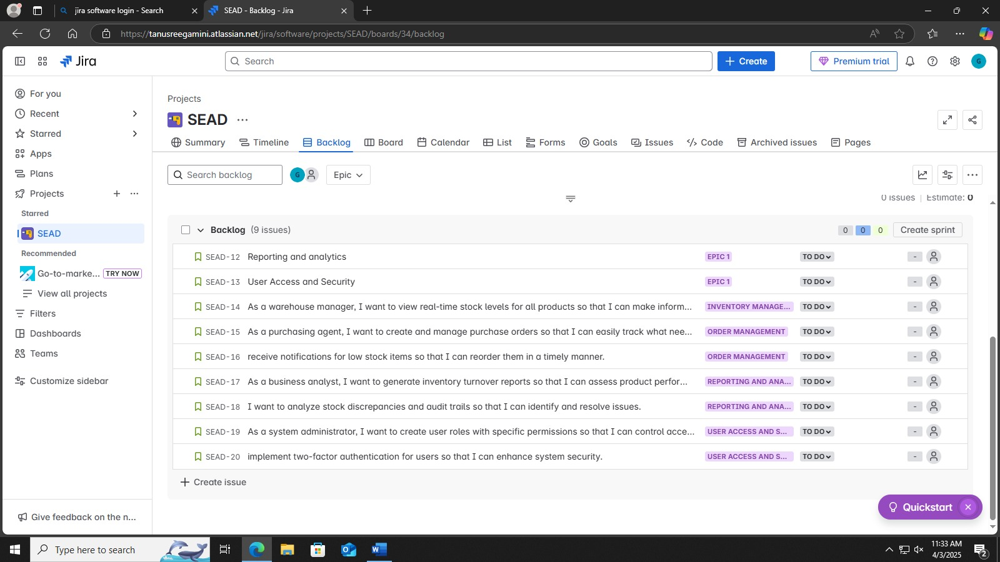 jira software login - Search
SEAD - Backlog - Jira
https://tanusreegamini.atlassian.net/jira/software/projects/SEAD/boards/34/backlog
Jira
Search
Create
Premium trial
G
For you
Recent
Starred
Apps
Plans
Projects
Starred
SEAD
Recommended
Go-to-marke... TRY NOW
View all projects
Filters
Dashboards
Teams
Customize sidebar
Give feedback on the n...
Projects
SEAD
Summary Timeline Backlog Board Calendar List Forms Goals Issues Code Archived issues Pages
Search backlog G Epic
0 issues | Estimate: 0
Backlog (9 issues) 0 0 0 Create sprint
SEAD-12 Reporting and analytics EPIC 1 TO DO -
SEAD-13 User Access and Security EPIC 1 TO DO -
SEAD-14 As a warehouse manager, I want to view real-time stock levels for all products so that I can make inform... INVENTORY MANAGE... TO DO -
SEAD-15 As a purchasing agent, I want to create and manage purchase orders so that I can easily track what nee... ORDER MANAGEMENT TO DO -
SEAD-16 receive notifications for low stock items so that I can reorder them in a timely manner. ORDER MANAGEMENT TO DO -
SEAD-17 As a business analyst, I want to generate inventory turnover reports so that I can assess product perfor... REPORTING AND ANA... TO DO -
SEAD-18 I want to analyze stock discrepancies and audit trails so that I can identify and resolve issues. REPORTING AND ANA... TO DO -
SEAD-19 As a system administrator, I want to create user roles with specific permissions so that I can control acce... USER ACCESS AND S... TO DO -
SEAD-20 implement two-factor authentication for users so that I can enhance system security. USER ACCESS AND S... TO DO -
Create issue
Quickstart
Type here to search
11:33 AM
4/3/2025
2